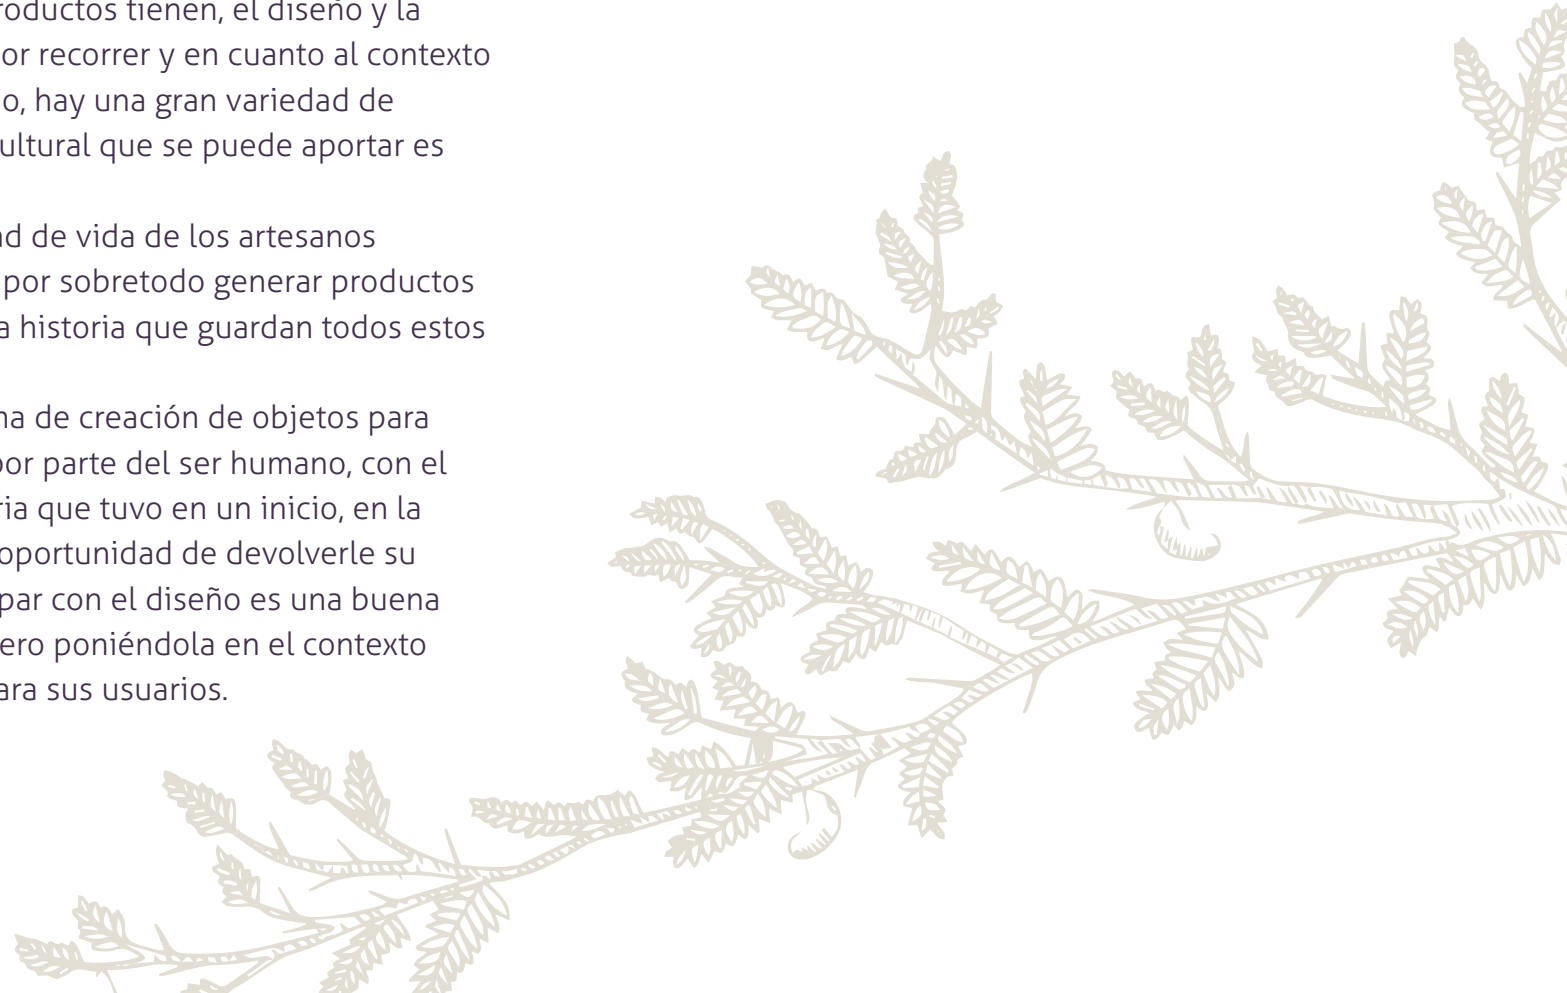 roductos tienen, el diseño y la
or recorrer y en cuanto al contexto
o, hay una gran variedad de
ultural que se puede aportar es
ad de vida de los artesanos
por sobretodo generar productos
a historia que guardan todos estos
na de creación de objetos para
por parte del ser humano, con el
ria que tuvo en un inicio, en la
oportunidad de devolverle su
par con el diseño es una buena
ero poniéndola en el contexto
ara sus usuarios.